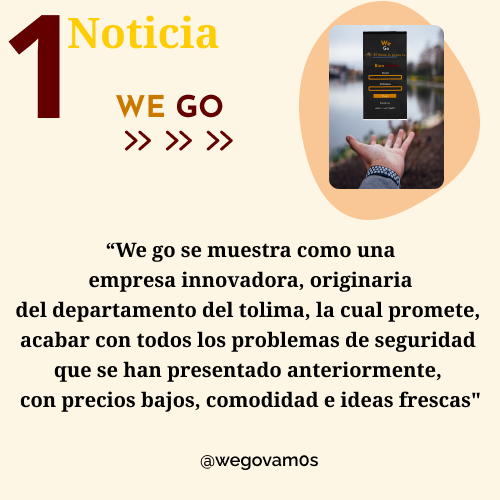 1 Noticia
WE GO
We
Go
“We go se muestra como una
empresa innovadora, originaria
del departamento del tolima, la cual promete,
acabar con todos los problemas de seguridad
que se han presentado anteriormente,
con precios bajos, comodidad e ideas frescas"
@wegovam0s